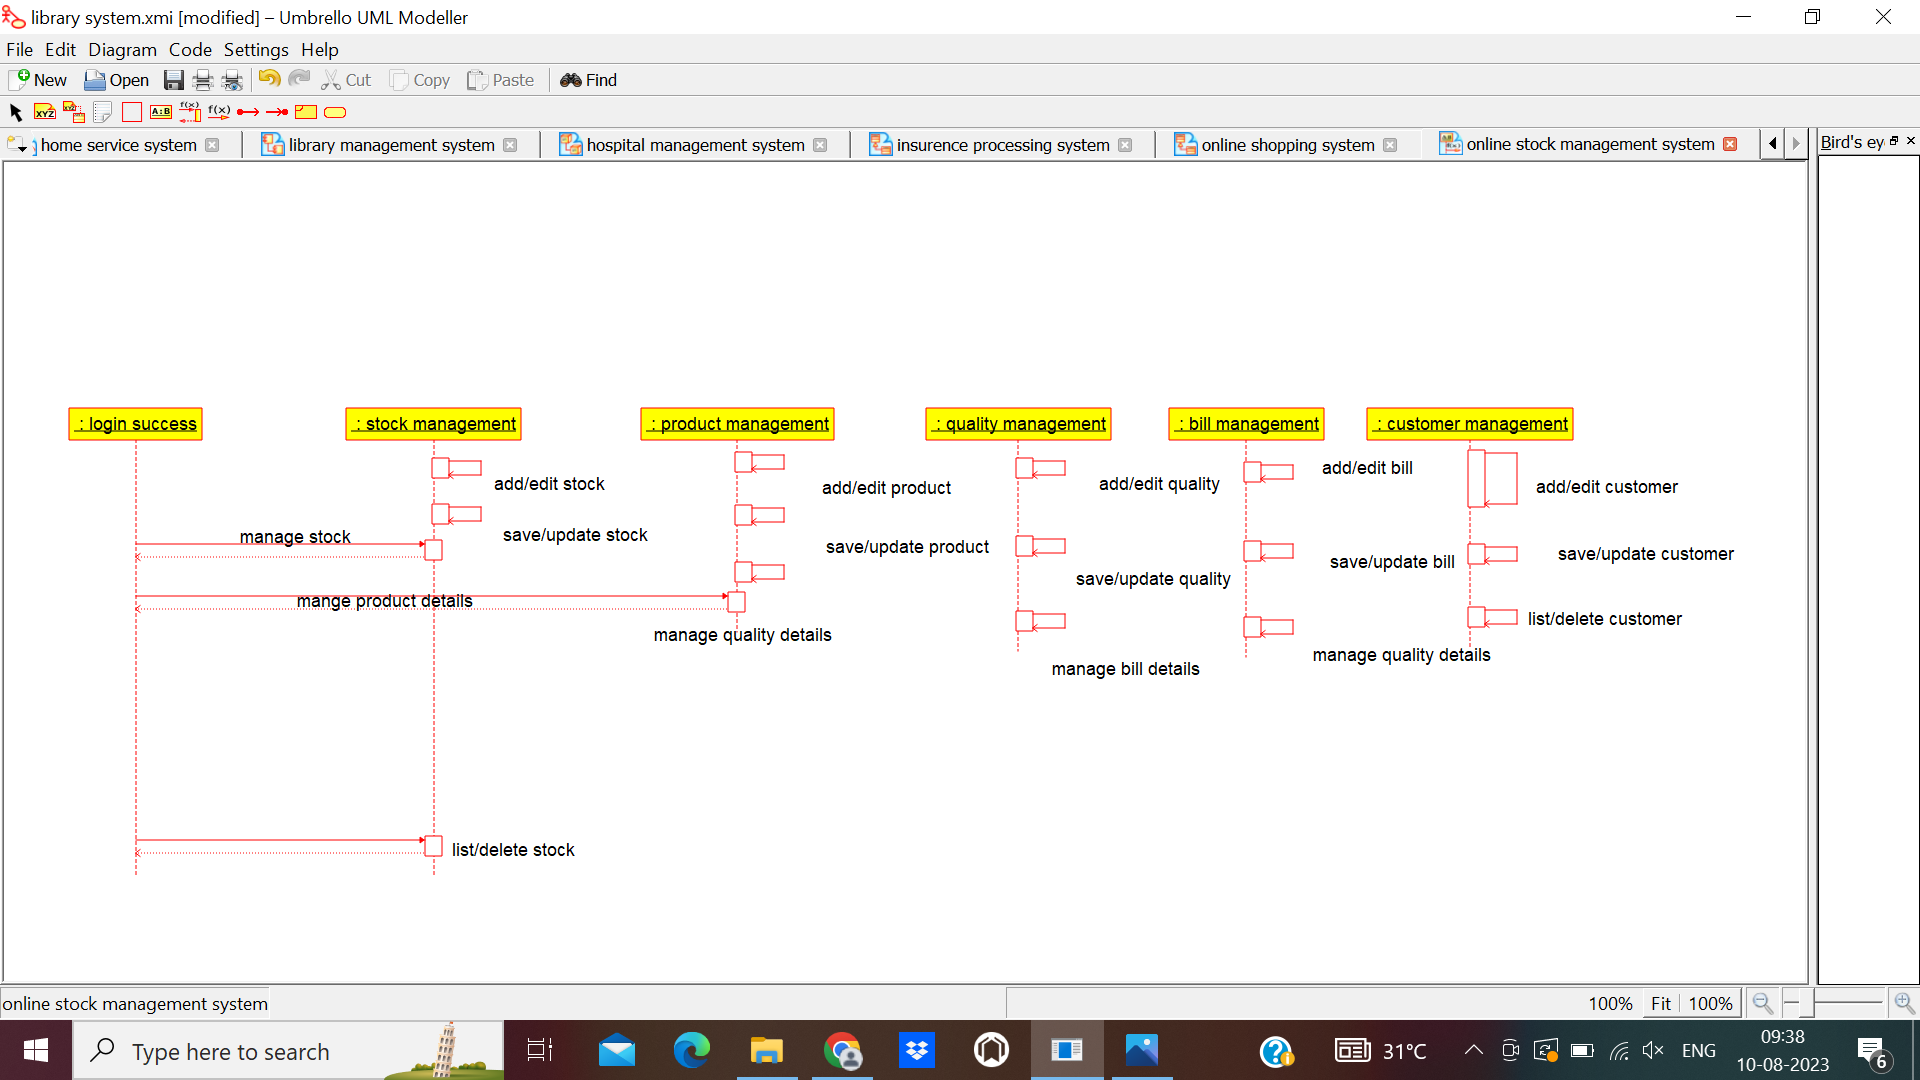 library system.xmi [modified] – Umbrello UML Modeller
File Edit Diagram Code Settings Help
New Open Cut Copy Paste Find
XYZ XYZ A:B f(x) f(x)
home service system library management system hospital management system insurence processing system online shopping system online stock management system Bird's ey
: login success : stock management : product management : quality management : bill management : customer management
add/edit stock add/edit product add/edit quality add/edit bill add/edit customer
manage stock save/update stock save/update product save/update quality save/update bill save/update customer
mange product details
manage quality details manage bill details manage quality details list/delete customer
list/delete stock
online stock management system 100% Fit 100%
Type here to search 31°C ENG 09:38
10-08-2023 6